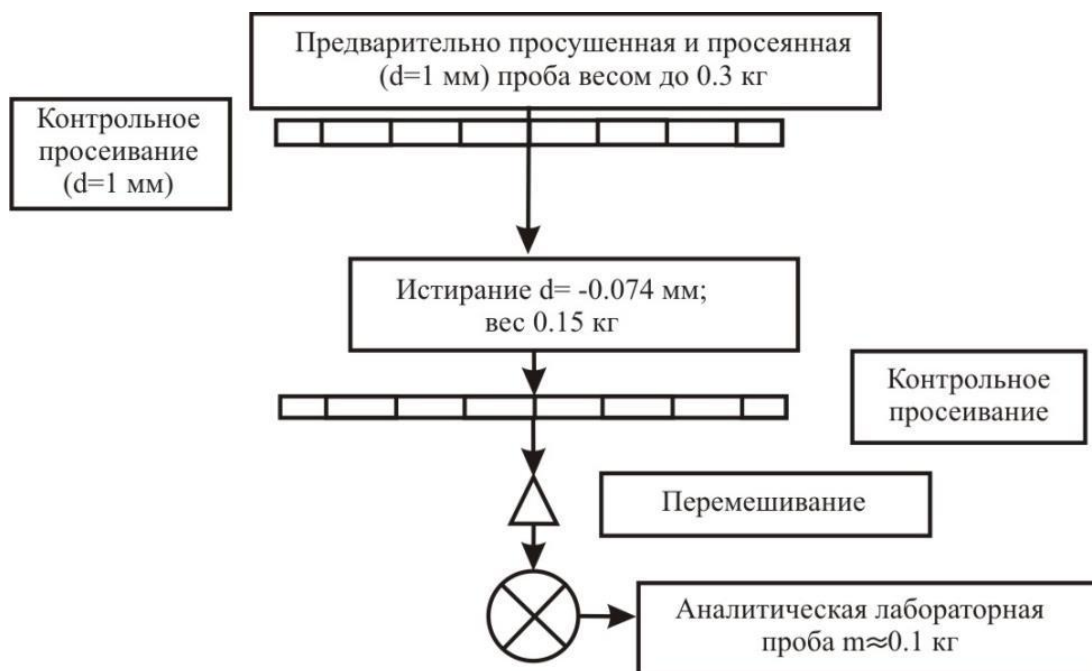 Предварительно просушенная и просеянная
(d=1 мм) проба весом до 0.3 кг
Контрольное
просеивание
(d=1 мм)
Истирание d= -0.074 мм;
вес 0.15 кг
Контрольное
просеивание
Перемешивание
Аналитическая лабораторная
проба m≈0.1 кг